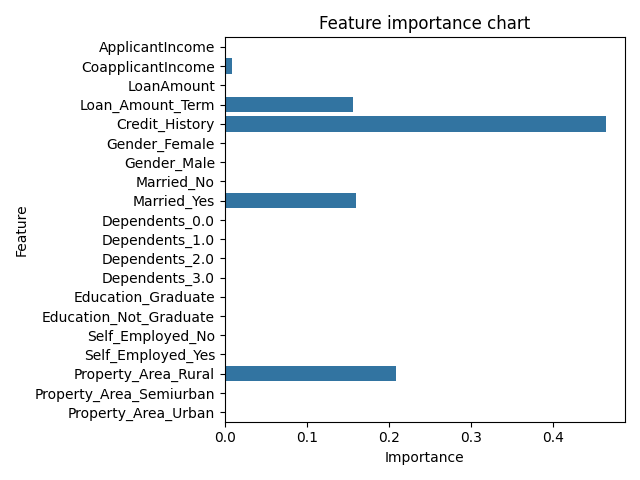 Feature importance chart
ApplicantIncome
CoapplicantIncome
LoanAmount
Loan_Amount_Term
Credit_History
Gender_Female
Gender_Male
Married_No
Married_Yes
Dependents_0.0
Dependents_1.0
Dependents_2.0
Dependents_3.0
Education_Graduate
Education_Not_Graduate
Self_Employed_No
Self_Employed_Yes
Property_Area_Rural
Property_Area_Semiurban
Property_Area_Urban
Feature
0.0 0.1 0.2 0.3 0.4
Importance